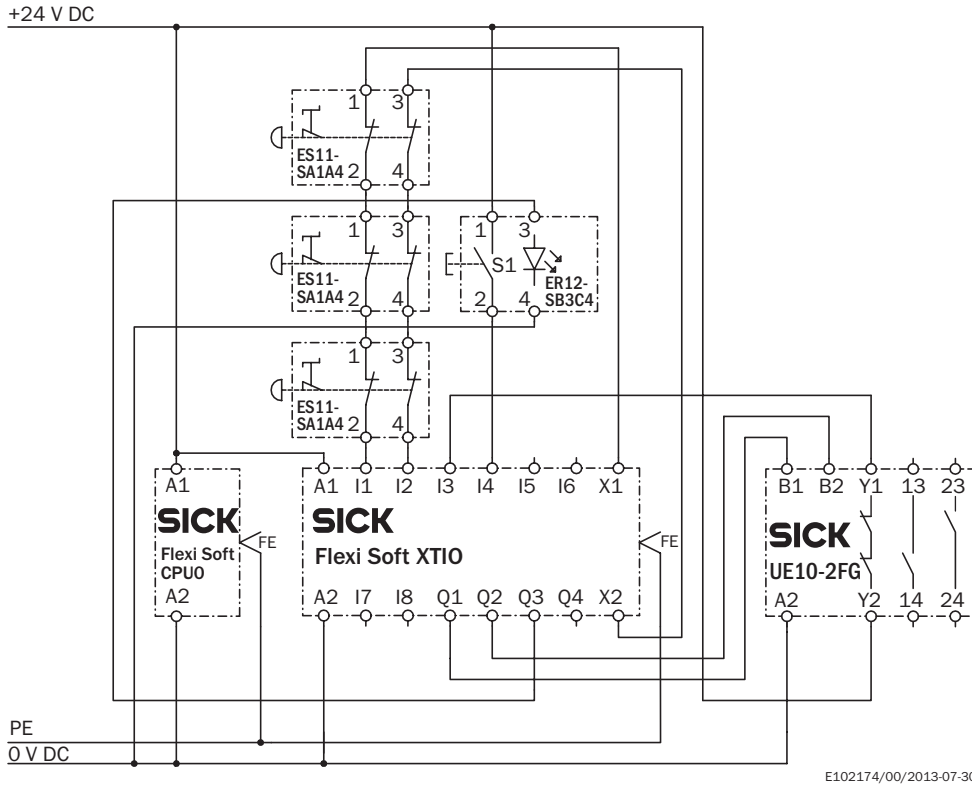 +24 V DC
1 3
ES11-
SA1A4 2 4
1 3
ES11-
SA1A4 2 4
1 3
S1
ER12-
SB3C4
2 4
1 3
ES11-
SA1A4 2 4
A1
SICK
Flexi Soft
CPU0
A2
FE
A1 I1 I2 I3 I4 I5 I6 X1
SICK
Flexi Soft XTIO
A2 I7 I8 Q1 Q2 Q3 Q4 X2
FE
B1 B2 Y1 13 23
SICK
UE10-2FG
A2 Y2 14 24
PE
0 V DC
E102174/00/2013-07-30